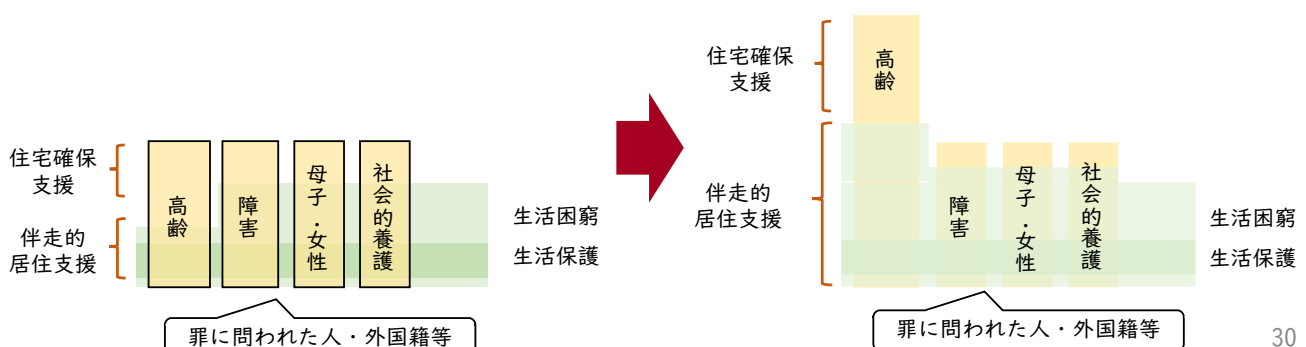 住宅確保
支援
伴走的
居住支援
高齢
障害
母子・女性
社会的養護
生活困窮
生活保護
罪に問われた人・外国籍等
住宅確保
支援
伴走的
居住支援
高齢
障害
母子・女性
社会的養護
生活困窮
生活保護
罪に問われた人・外国籍等
30